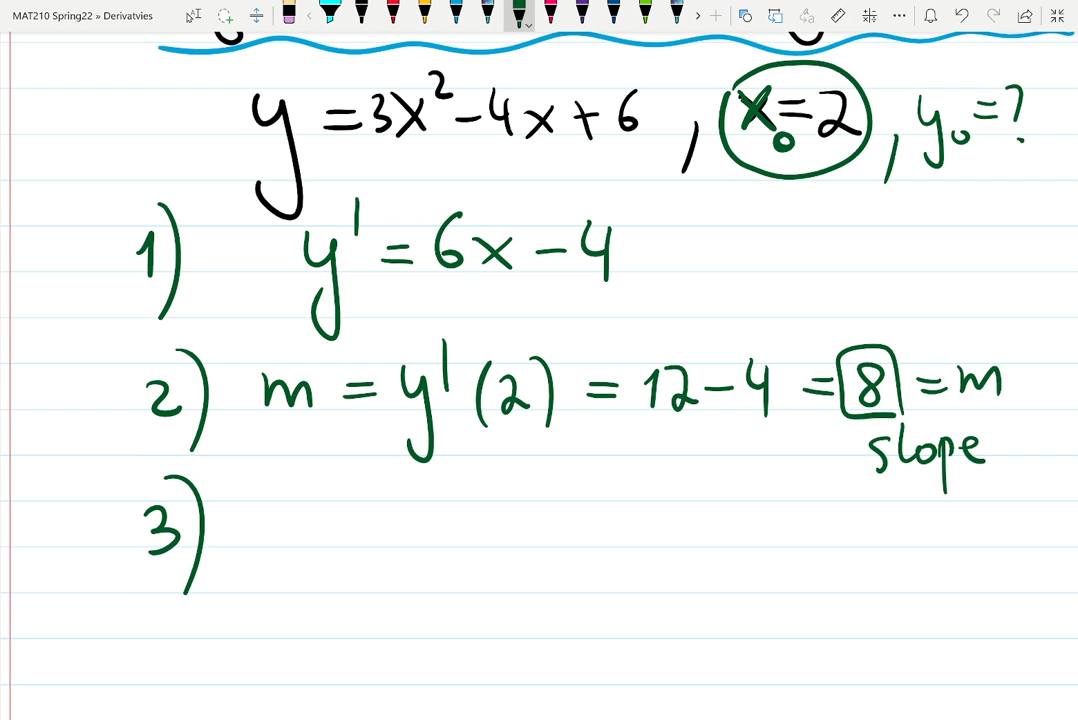 MAT210 Spring22 » Derivatvies
y = 3x² - 4x + 6 , x₀ = 2 , y₀ = ?
1) y' = 6x - 4
2) m = y'(2) = 12 - 4 = 8 = m
slope
3)